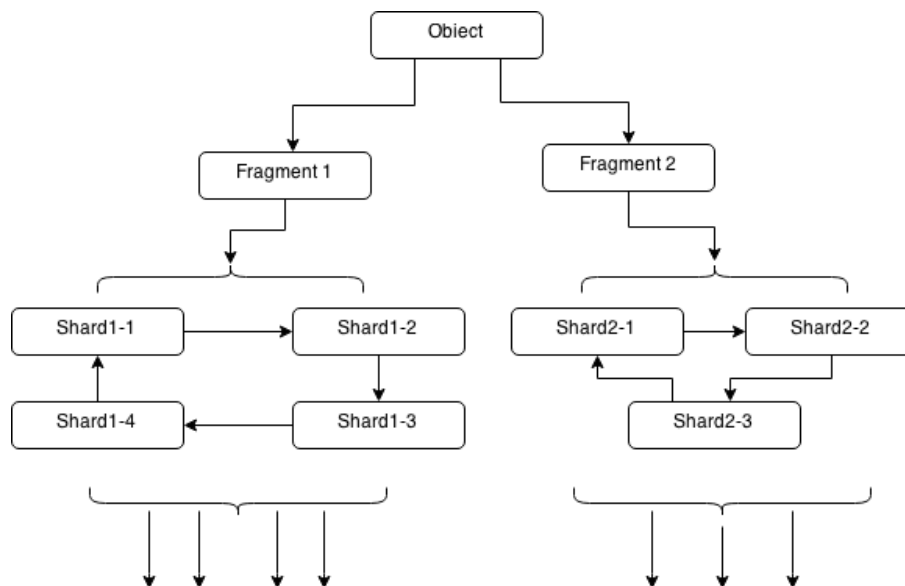 Obiect
Fragment 1
Fragment 2
Shard1-1
Shard1-2
Shard2-1
Shard2-2
Shard1-4
Shard1-3
Shard2-3